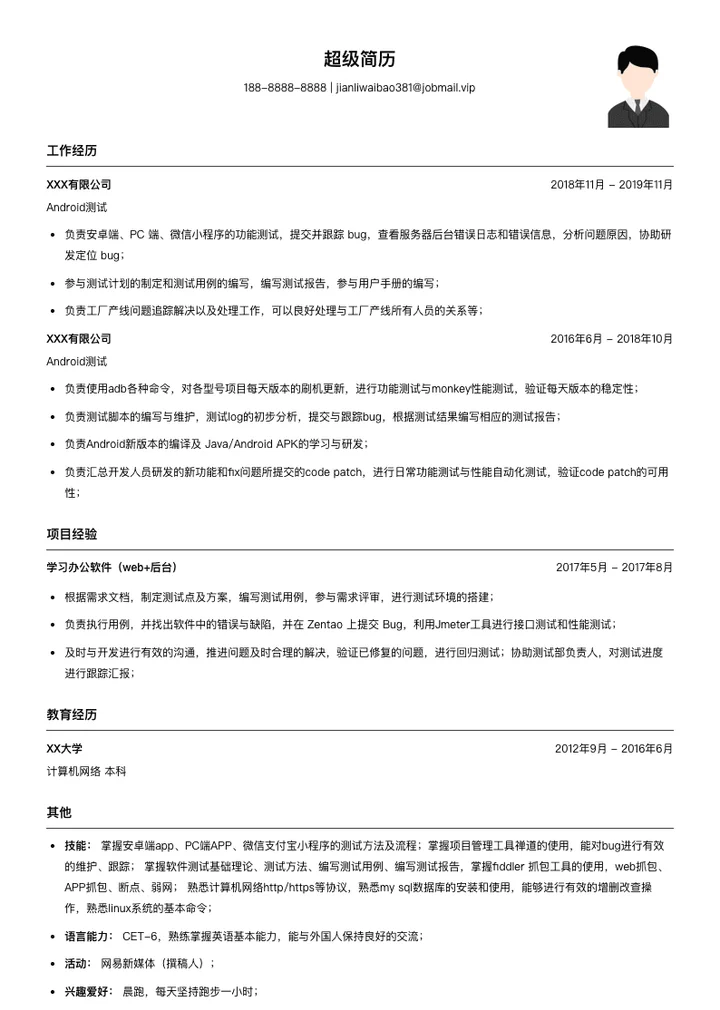 超级简历
188-8888-8888 | jianliwaibao381@jobmail.vip
工作经历
XXX有限公司 2018年11月 – 2019年11月
Android测试
• 负责安卓端、PC 端、微信小程序的功能测试，提交并跟踪 bug，查看服务器后台错误日志和错误信息，分析问题原因，协助研
发定位 bug；
• 参与测试计划的制定和测试用例的编写，编写测试报告，参与用户手册的编写；
• 负责工厂产线问题追踪解决以及处理工作，可以良好处理与工厂产线所有人员的关系等；
XXX有限公司 2016年6月 – 2018年10月
Android测试
• 负责使用adb各种命令，对各型号项目每天版本的刷机更新，进行功能测试与monkey性能测试，验证每天版本的稳定性；
• 负责测试脚本的编写与维护，测试log的初步分析，提交与跟踪bug，根据测试结果编写相应的测试报告；
• 负责Android新版本的编译及 Java/Android APK的学习与研发；
• 负责汇总开发人员研发的新功能和fix问题所提交的code patch，进行日常功能测试与性能自动化测试，验证code patch的可用
性；
项目经验
学习办公软件（web+后台） 2017年5月 – 2017年8月
• 根据需求文档，制定测试点及方案，编写测试用例，参与需求评审，进行测试环境的搭建；
• 负责执行用例，并找出软件中的错误与缺陷，并在 Zentao 上提交 Bug，利用Jmeter工具进行接口测试和性能测试；
• 及时与开发进行有效的沟通，推进问题及时合理的解决，验证已修复的问题，进行回归测试；协助测试部负责人，对测试进度
进行跟踪汇报；
教育经历
XX大学 2012年9月 – 2016年6月
计算机网络 本科
其他
• 技能： 掌握安卓端app、PC端APP、微信支付宝小程序的测试方法及流程；掌握项目管理工具禅道的使用，能对bug进行有效
的维护、跟踪； 掌握软件测试基础理论、测试方法、编写测试用例、编写测试报告，掌握fiddler 抓包工具的使用，web抓包、
APP抓包、断点、弱网； 熟悉计算机网络http/https等协议，熟悉my sql数据库的安装和使用，能够进行有效的增删改查操
作，熟悉linux系统的基本命令；
• 语言能力： CET-6，熟练掌握英语基本能力，能与外国人保持良好的交流；
• 活动： 网易新媒体（撰稿人）；
• 兴趣爱好： 晨跑，每天坚持跑步一小时；